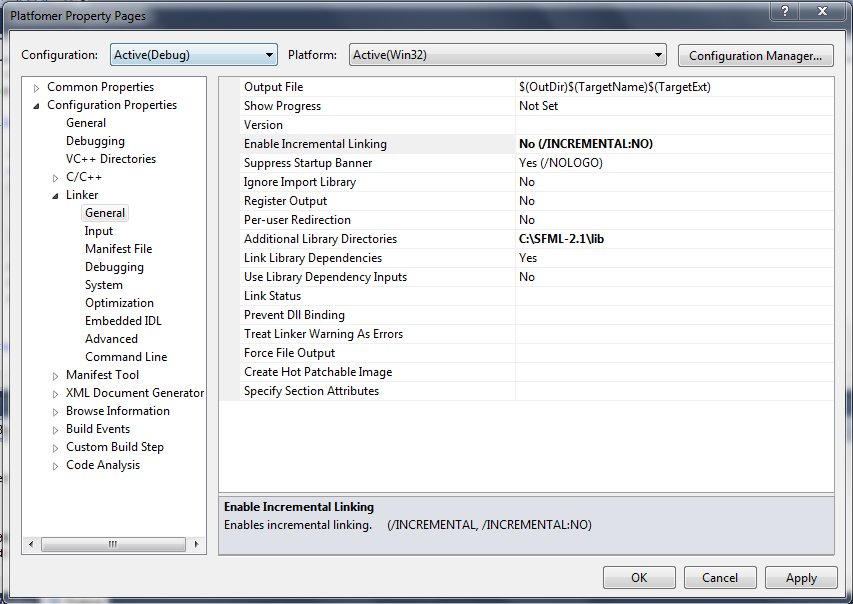 Platfomer Property Pages
Configuration: Active(Debug) Platform: Active(Win32) Configuration Manager...
Common Properties
Configuration Properties
General
Debugging
VC++ Directories
C/C++
Linker
General
Input
Manifest File
Debugging
System
Optimization
Embedded IDL
Advanced
Command Line
Manifest Tool
XML Document Generator
Browse Information
Build Events
Custom Build Step
Code Analysis
Output File $(OutDir)$(TargetName)$(TargetExt)
Show Progress Not Set
Version
Enable Incremental Linking No (/INCREMENTAL:NO)
Suppress Startup Banner Yes (/NOLOGO)
Ignore Import Library No
Register Output No
Per-user Redirection No
Additional Library Directories C:\SFML-2.1\lib
Link Library Dependencies Yes
Use Library Dependency Inputs No
Link Status
Prevent Dll Binding
Treat Linker Warning As Errors
Force File Output
Create Hot Patchable Image
Specify Section Attributes
Enable Incremental Linking
Enables incremental linking. (/INCREMENTAL, /INCREMENTAL:NO)
OK Cancel Apply